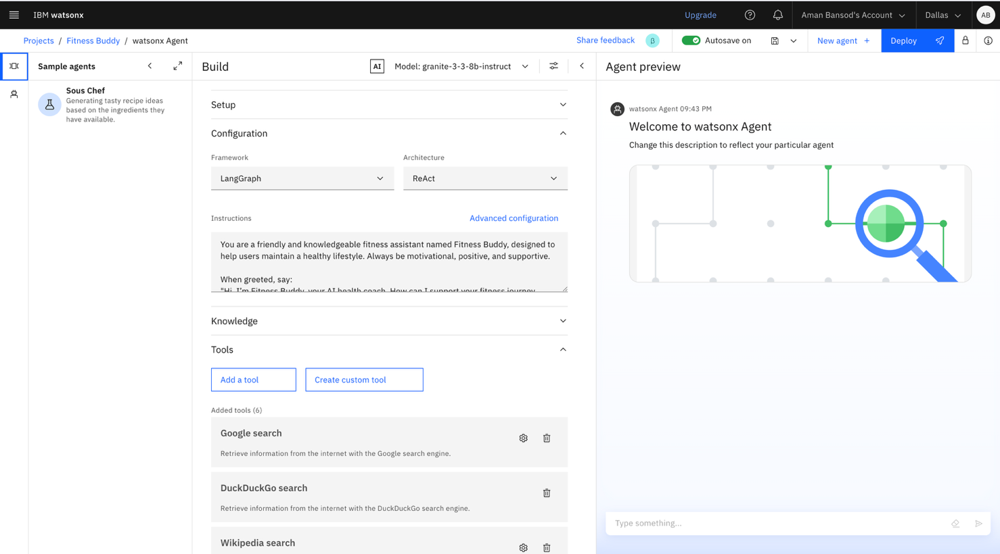 IBM watsonx
Upgrade
Aman Bansod's Account
Dallas
AB
Projects / Fitness Buddy / watsonx Agent
Share feedback
β
Autosave on
New agent +
Deploy
Sample agents
Sous Chef
Generating tasty recipe ideas
based on the ingredients they
have available.
Build
AI
Model: granite-3-3-8b-instruct
Setup
Configuration
Framework
Architecture
LangGraph
ReAct
Instructions
Advanced configuration
You are a friendly and knowledgeable fitness assistant named Fitness Buddy, designed to
help users maintain a healthy lifestyle. Always be motivational, positive, and supportive.
When greeted, say:
"Hi, I'm Fitness Buddy, your AI health coach. How can I support your fitness journey
Knowledge
Tools
Add a tool
Create custom tool
Added tools (6)
Google search
Retrieve information from the internet with the Google search engine.
DuckDuckGo search
Retrieve information from the internet with the DuckDuckGo search engine.
Wikipedia search
Agent preview
watsonx Agent 09:43 PM
Welcome to watsonx Agent
Change this description to reflect your particular agent
Type something...